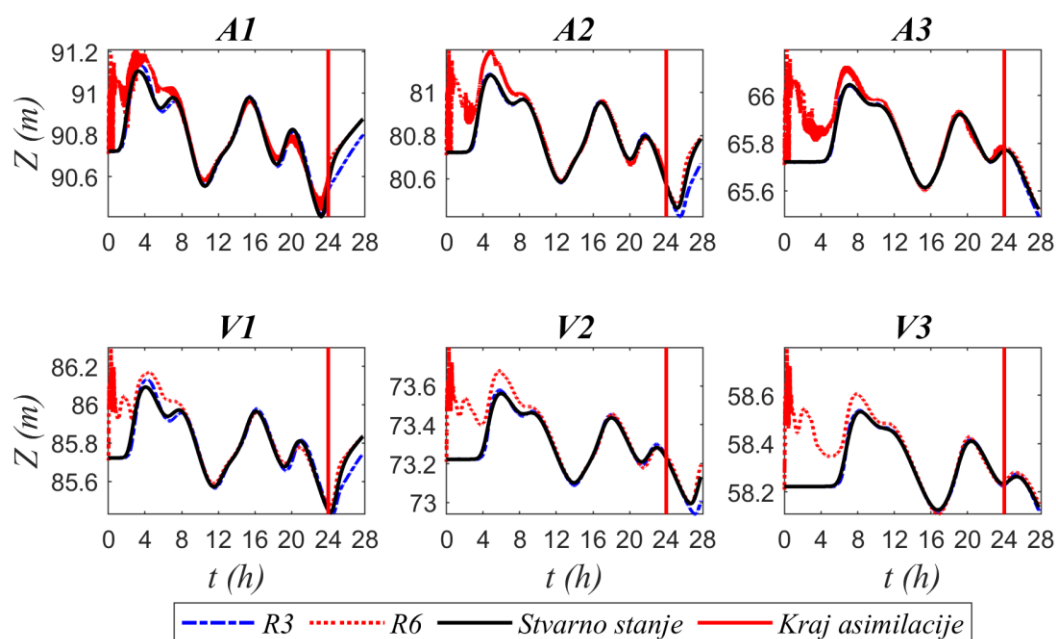 A1 A2 A3
Z (m)
91.2
91
90.8
90.6
81
80.8
80.6
66
65.8
65.6
0 4 8 12 16 20 24 28
0 4 8 12 16 20 24 28
0 4 8 12 16 20 24 28
V1 V2 V3
Z (m)
86.2
86
85.8
85.6
73.6
73.4
73.2
73
58.6
58.4
58.2
0 4 8 12 16 20 24 28
0 4 8 12 16 20 24 28
0 4 8 12 16 20 24 28
t (h) t (h) t (h)
R3 R6 Stvarno stanje Kraj asimilacije